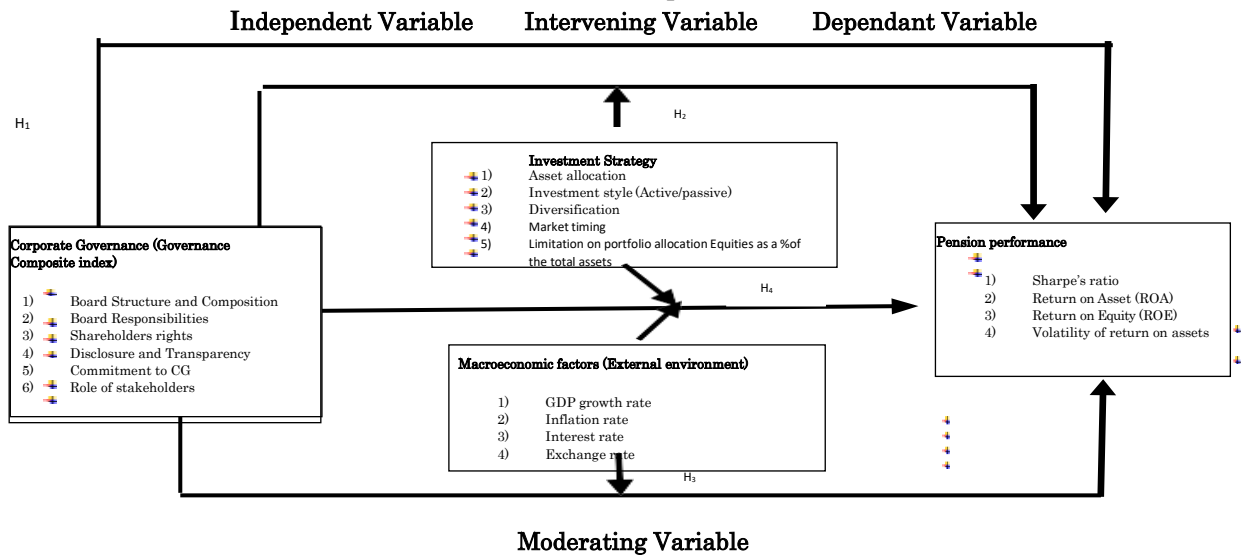 Independent Variable Intervening Variable Dependant Variable
H1
H2
Investment Strategy
1) Asset allocation
2) Investment style (Active/passive)
3) Diversification
4) Market timing
5) Limitation on portfolio allocation Equities as a %of
the total assets
Corporate Governance (Governance
Composite index)
1) Board Structure and Composition
2) Board Responsibilities
3) Shareholders rights
4) Disclosure and Transparency
5) Commitment to CG
6) Role of stakeholders
H4
Pension performance
1) Sharpe's ratio
2) Return on Asset (ROA)
3) Return on Equity (ROE)
4) Volatility of return on assets
Macroeconomic factors (External environment)
1) GDP growth rate
2) Inflation rate
3) Interest rate
4) Exchange rate
H3
Moderating Variable